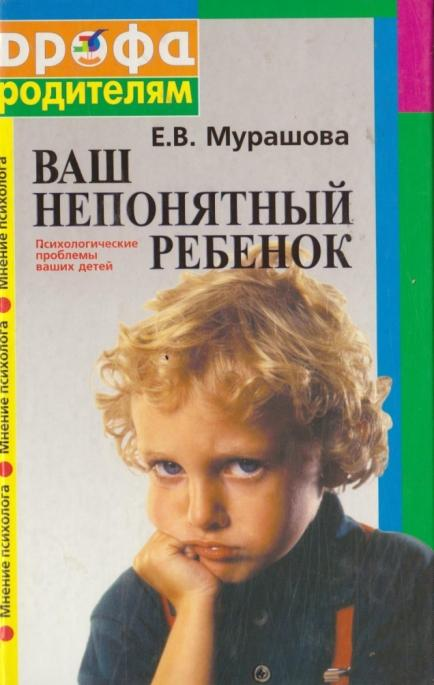 Дрофа
родителям
Е.В. Мурашова
ВАШ
НЕПОНЯТНЫЙ
РЕБЕНОК
Психологические
проблемы
ваших детей
Мнение психолога
Мнение психолога
Мнение психолога